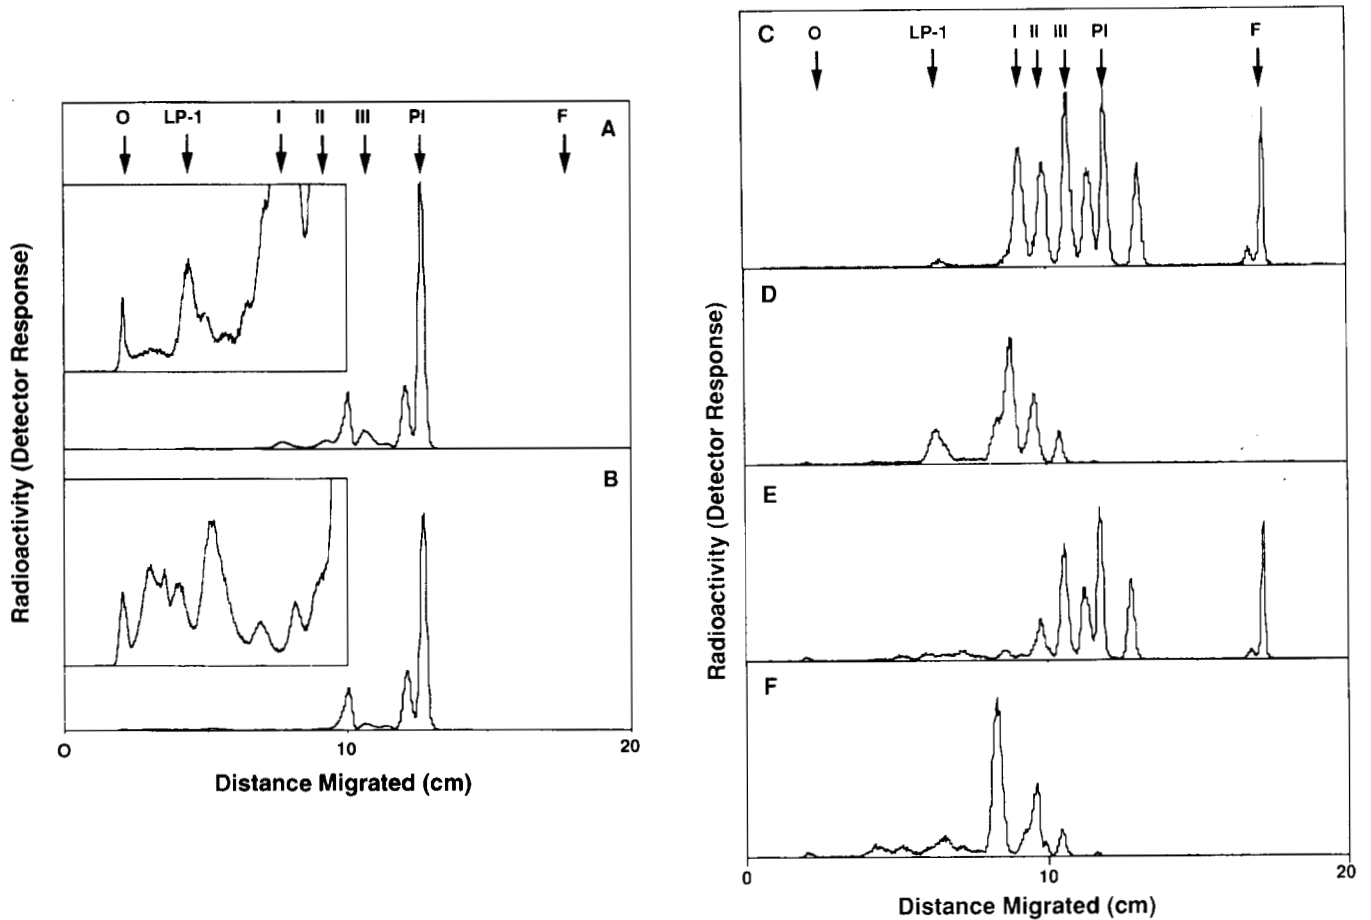 O LP-1 I II III PI F A
B
O 10 20
Distance Migrated (cm)
Radioactivity (Detector Response)
C O LP-1 I II III PI F
D
E
F
0 10 20
Distance Migrated (cm)
Radioactivity (Detector Response)